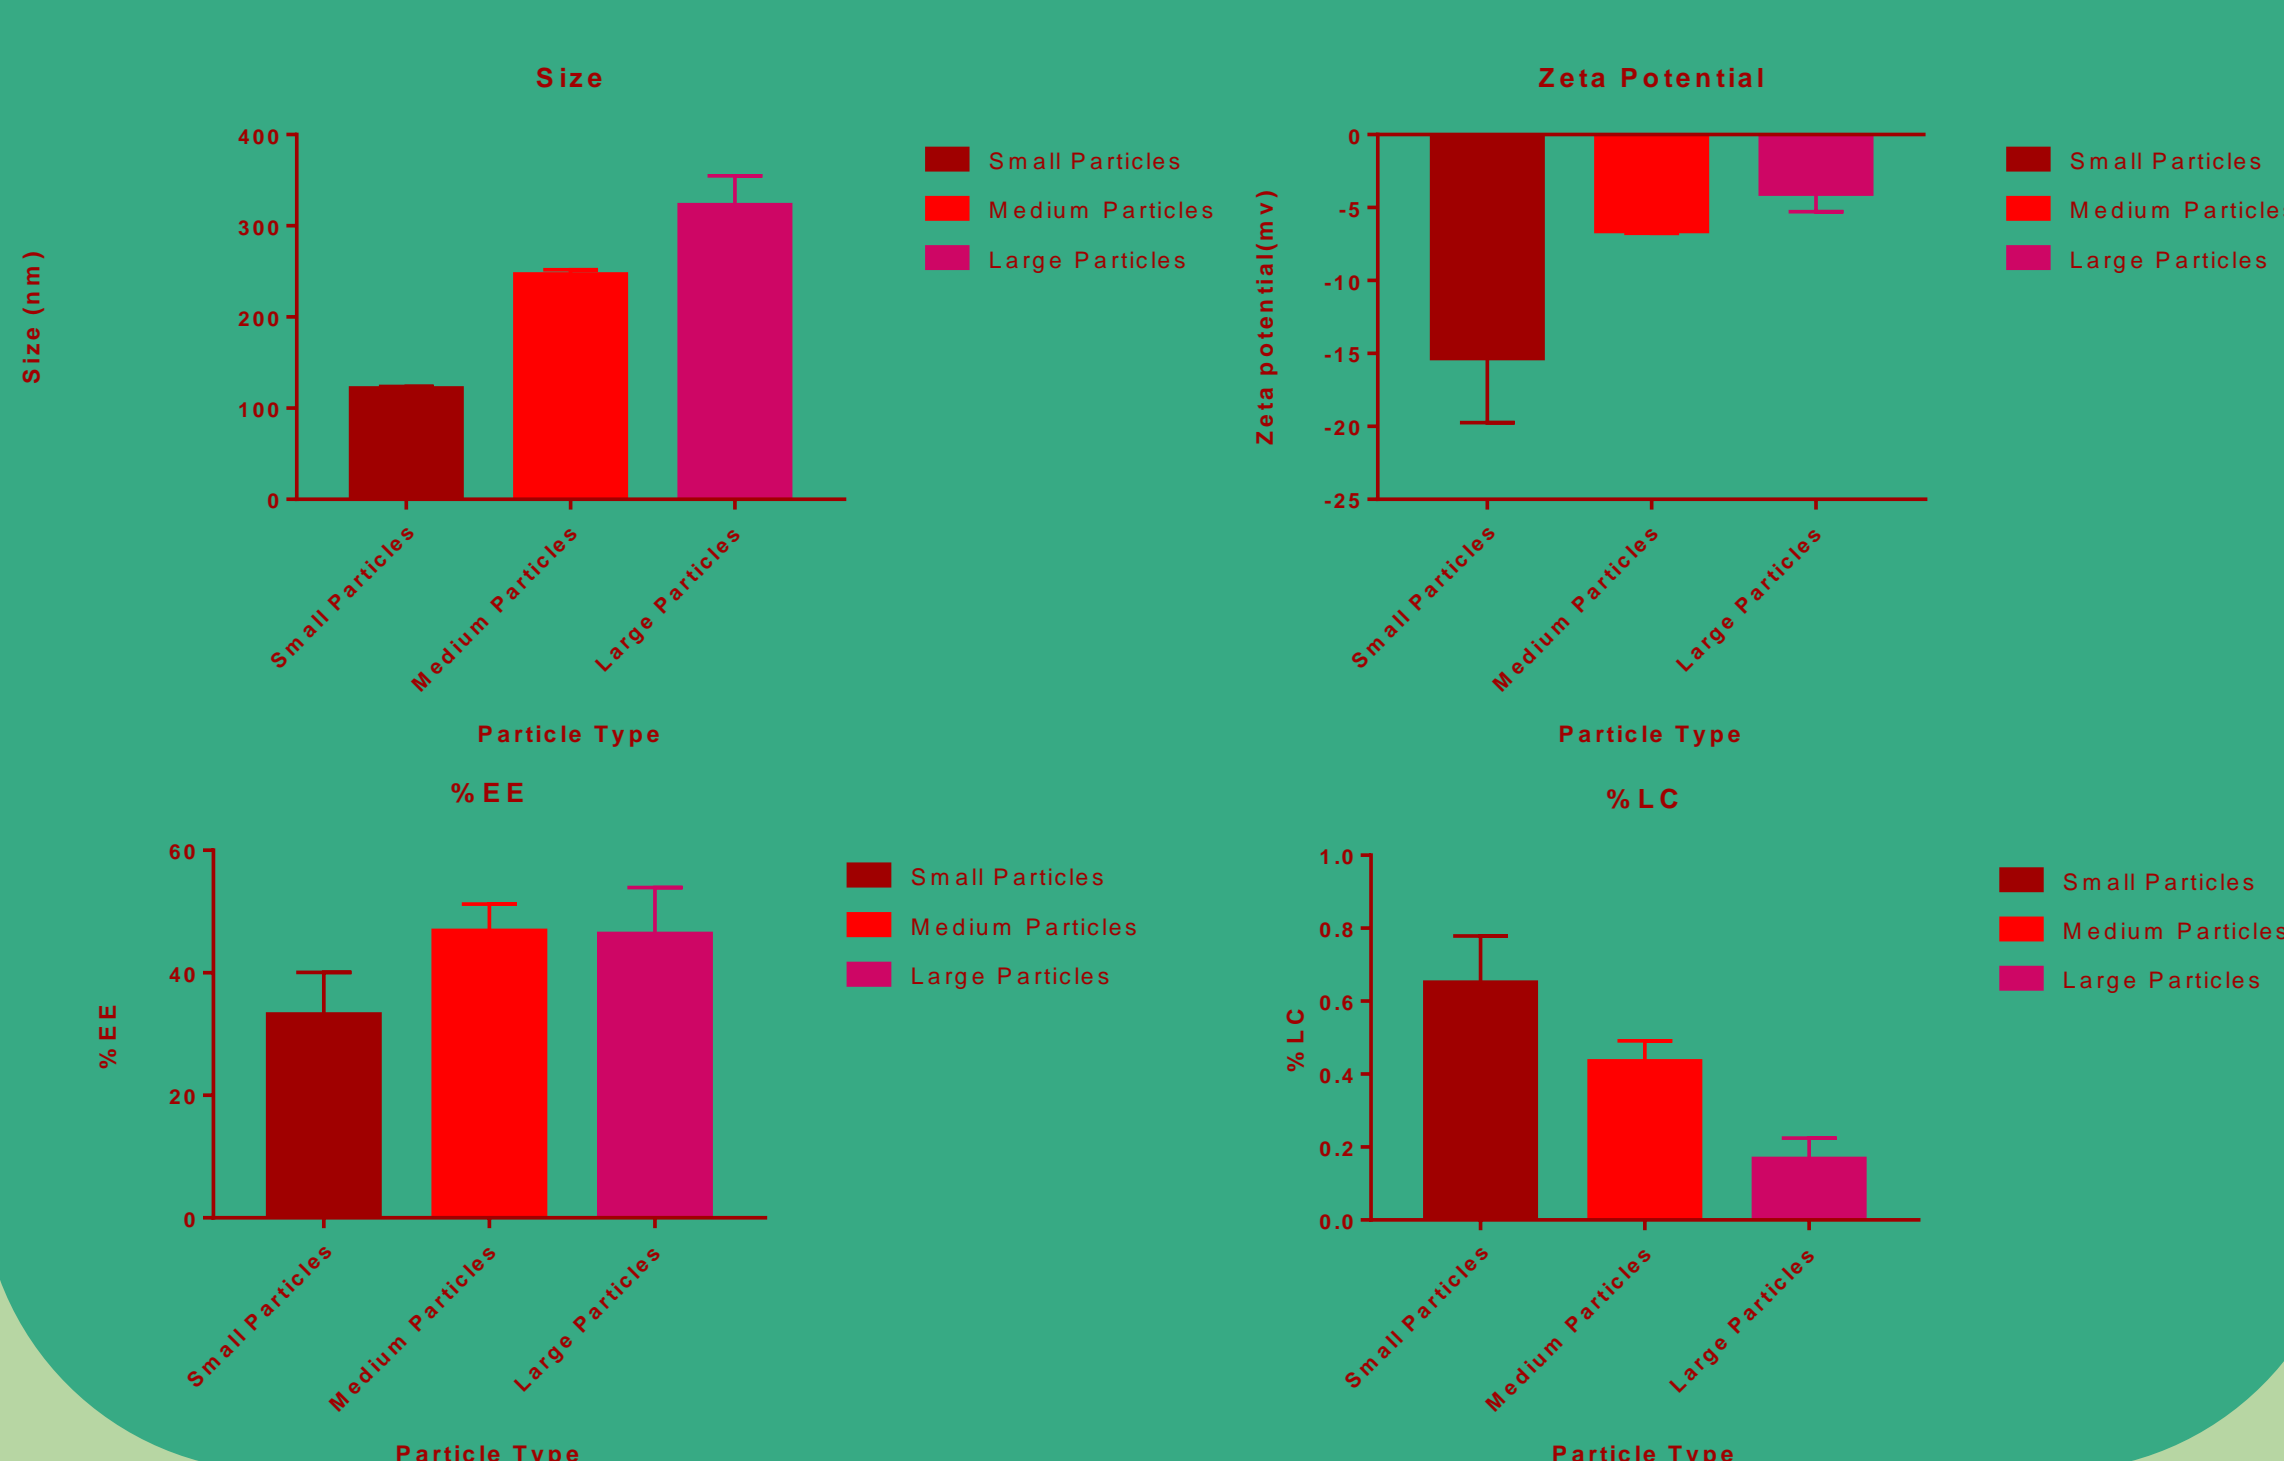 Size
Size (nm)
400
300
200
100
0
Small Particles
Medium Particles
Large Particles
Particle Type
Small Particles
Medium Particles
Large Particles
Zeta Potential
Zeta potential(mv)
0
-5
-10
-15
-20
-25
Small Particles
Medium Particles
Large Particles
Particle Type
Small Particles
Medium Particles
Large Particles
%EE
%EE
60
40
20
0
Small Particles
Medium Particles
Large Particles
Particle Type
Small Particles
Medium Particles
Large Particles
%LC
%LC
1.0
0.8
0.6
0.4
0.2
0.0
Small Particles
Medium Particles
Large Particles
Particle Type
Small Particles
Medium Particles
Large Particles